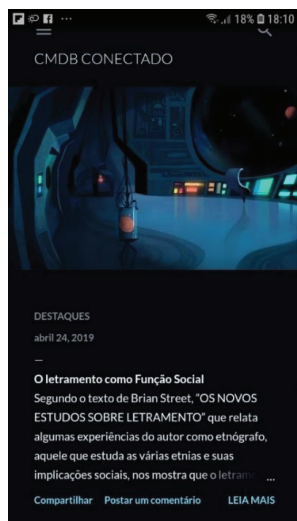 18% 18:10
CMDB CONECTADO
DESTAQUES
abril 24, 2019
—
O letramento como Função Social
Segundo o texto de Brian Street, "OS NOVOS
ESTUDOS SOBRE LETRAMENTO" que relata
algumas experiências do autor como etnógrafo,
aquele que estuda as várias etnias e suas
implicações sociais, nos mostra que o letram ...
Compartilhar Postar um comentário LEIA MAIS